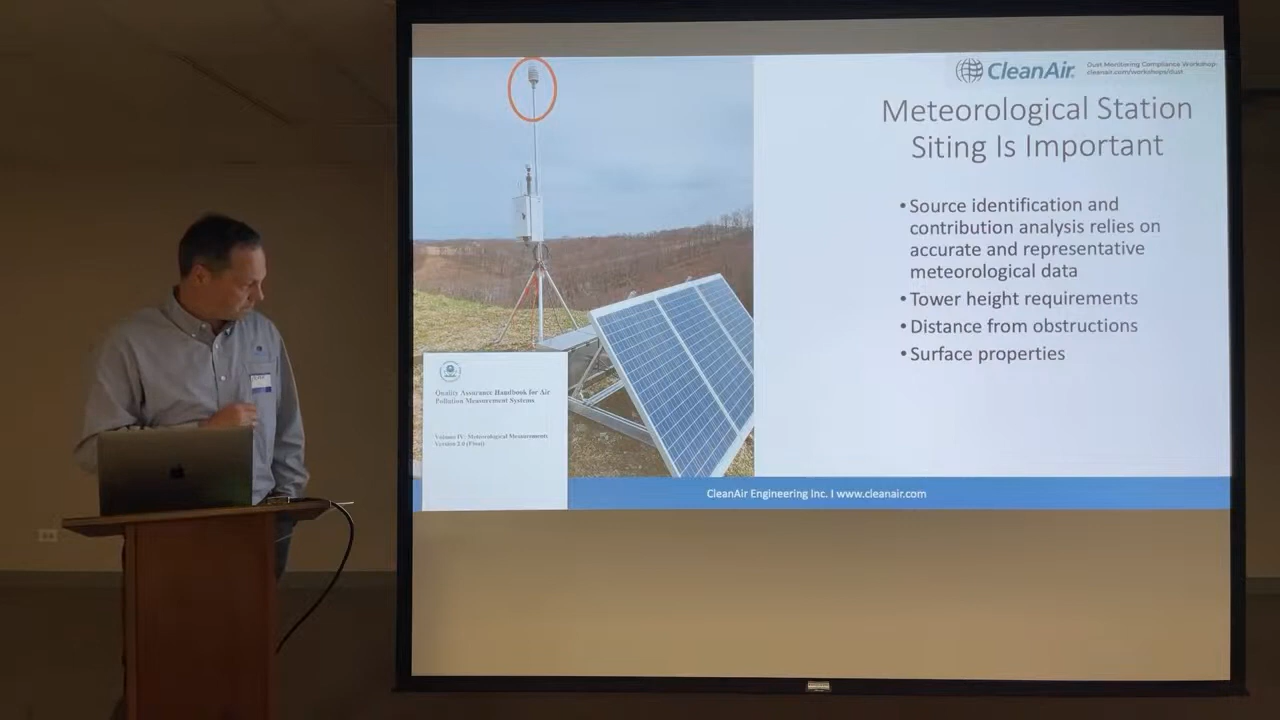 CleanAir
Dust Monitoring Compliance Workshop
cleanair.com/workshops/dust
Meteorological Station
Siting Is Important
• Source identification and
contribution analysis relies on
accurate and representative
meteorological data
• Tower height requirements
• Distance from obstructions
• Surface properties
Quality Assurance Handbook for Air
Pollution Measurement Systems
Volume IV: Meteorological Measurements
Version 2.0 (Final)
CleanAir Engineering Inc. I www.cleanair.com